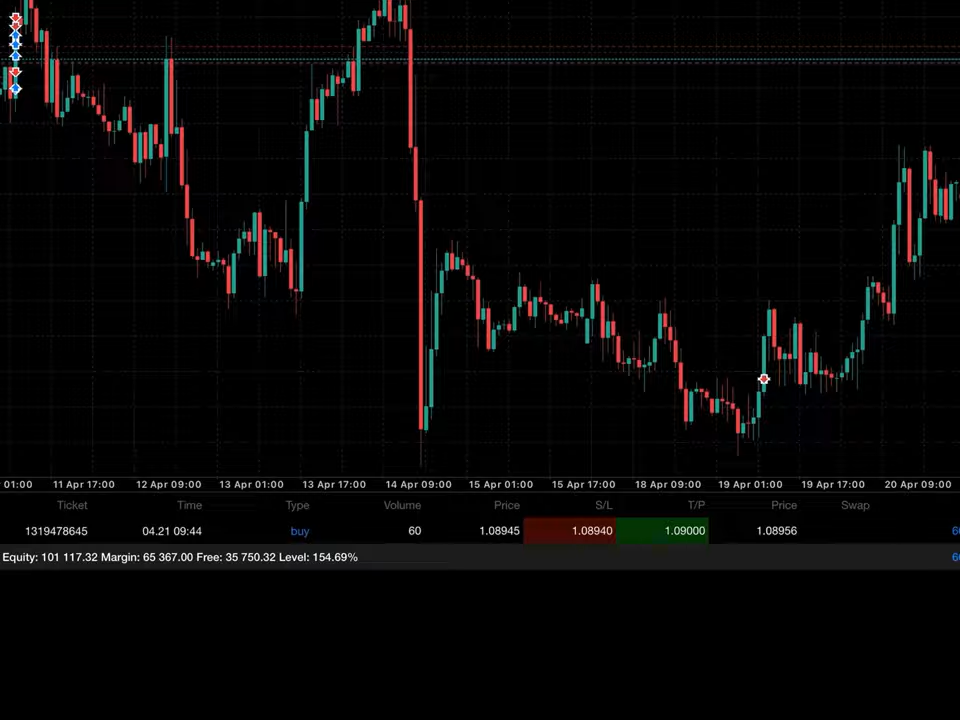 01:00 11 Apr 17:00 12 Apr 09:00 13 Apr 01:00 13 Apr 17:00 14 Apr 09:00 15 Apr 01:00 15 Apr 17:00 18 Apr 09:00 19 Apr 01:00 19 Apr 17:00 20 Apr 09:00
Ticket Time Type Volume Price S/L T/P Price Swap
1319478645 04.21 09:44 buy 60 1.08945 1.08940 1.09000 1.08956
Equity: 101 117.32 Margin: 65 367.00 Free: 35 750.32 Level: 154.69%